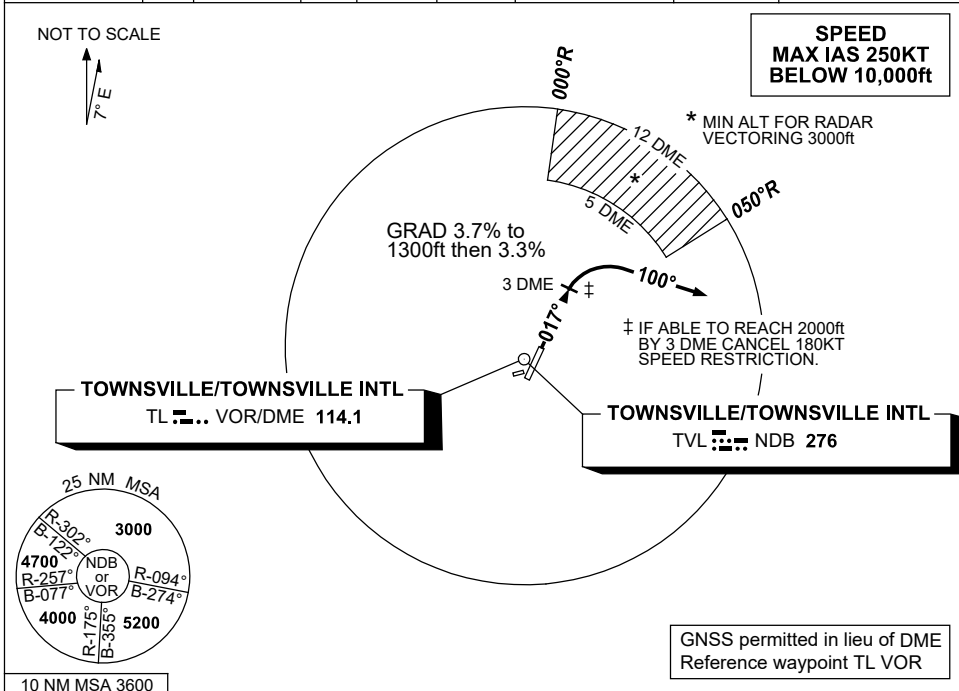 NOT TO SCALE
7° E
SPEED
MAX IAS 250KT
BELOW 10,000ft
000°R
* MIN ALT FOR RADAR
VECTORING 3000ft
12 DME
*
5 DME
050°R
GRAD 3.7% to
1300ft then 3.3%
3 DME
‡
100°
017°
‡ IF ABLE TO REACH 2000ft
BY 3 DME CANCEL 180KT
SPEED RESTRICTION.
TOWNSVILLE/TOWNSVILLE INTL
TL VOR/DME 114.1
TOWNSVILLE/TOWNSVILLE INTL
TVL NDB 276
25 NM MSA
R-302°
B-122°
3000
4700
NDB
or
VOR
R-257°
B-077°
R-094°
B-274°
4000
R-175°
B-355°
5200
10 NM MSA 3600
GNSS permitted in lieu of DME
Reference waypoint TL VOR